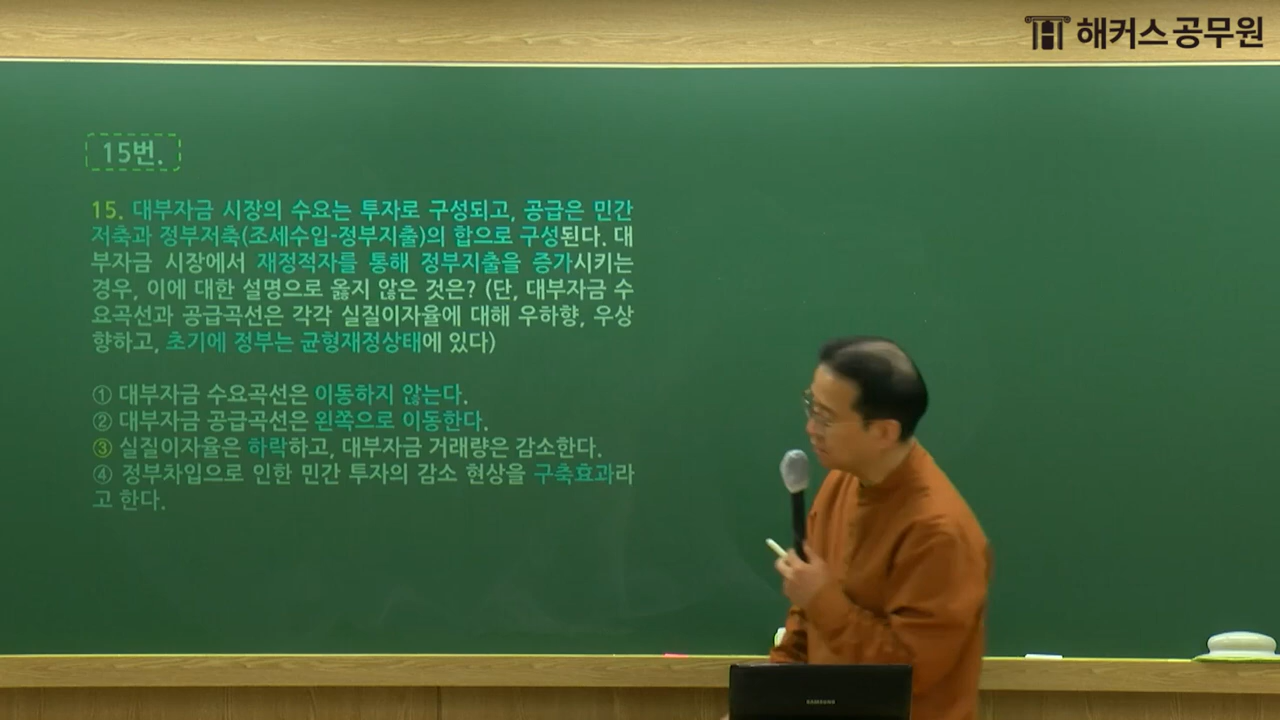 해커스공무원
15번.
15. 대부자금 시장의 수요는 투자로 구성되고, 공급은 민간
저축과 정부저축(조세수입-정부지출)의 합으로 구성된다. 대
부자금 시장에서 재정적자를 통해 정부지출을 증가시키는
경우, 이에 대한 설명으로 옳지 않은 것은? (단, 대부자금 수
요곡선과 공급곡선은 각각 실질이자율에 대해 우하향, 우상
향하고, 초기에 정부는 균형재정상태에 있다)
① 대부자금 수요곡선은 이동하지 않는다.
② 대부자금 공급곡선은 왼쪽으로 이동한다.
③ 실질이자율은 하락하고, 대부자금 거래량은 감소한다.
④ 정부차입으로 인한 민간 투자의 감소 현상을 구축효과라
고 한다.
SAMSUNG